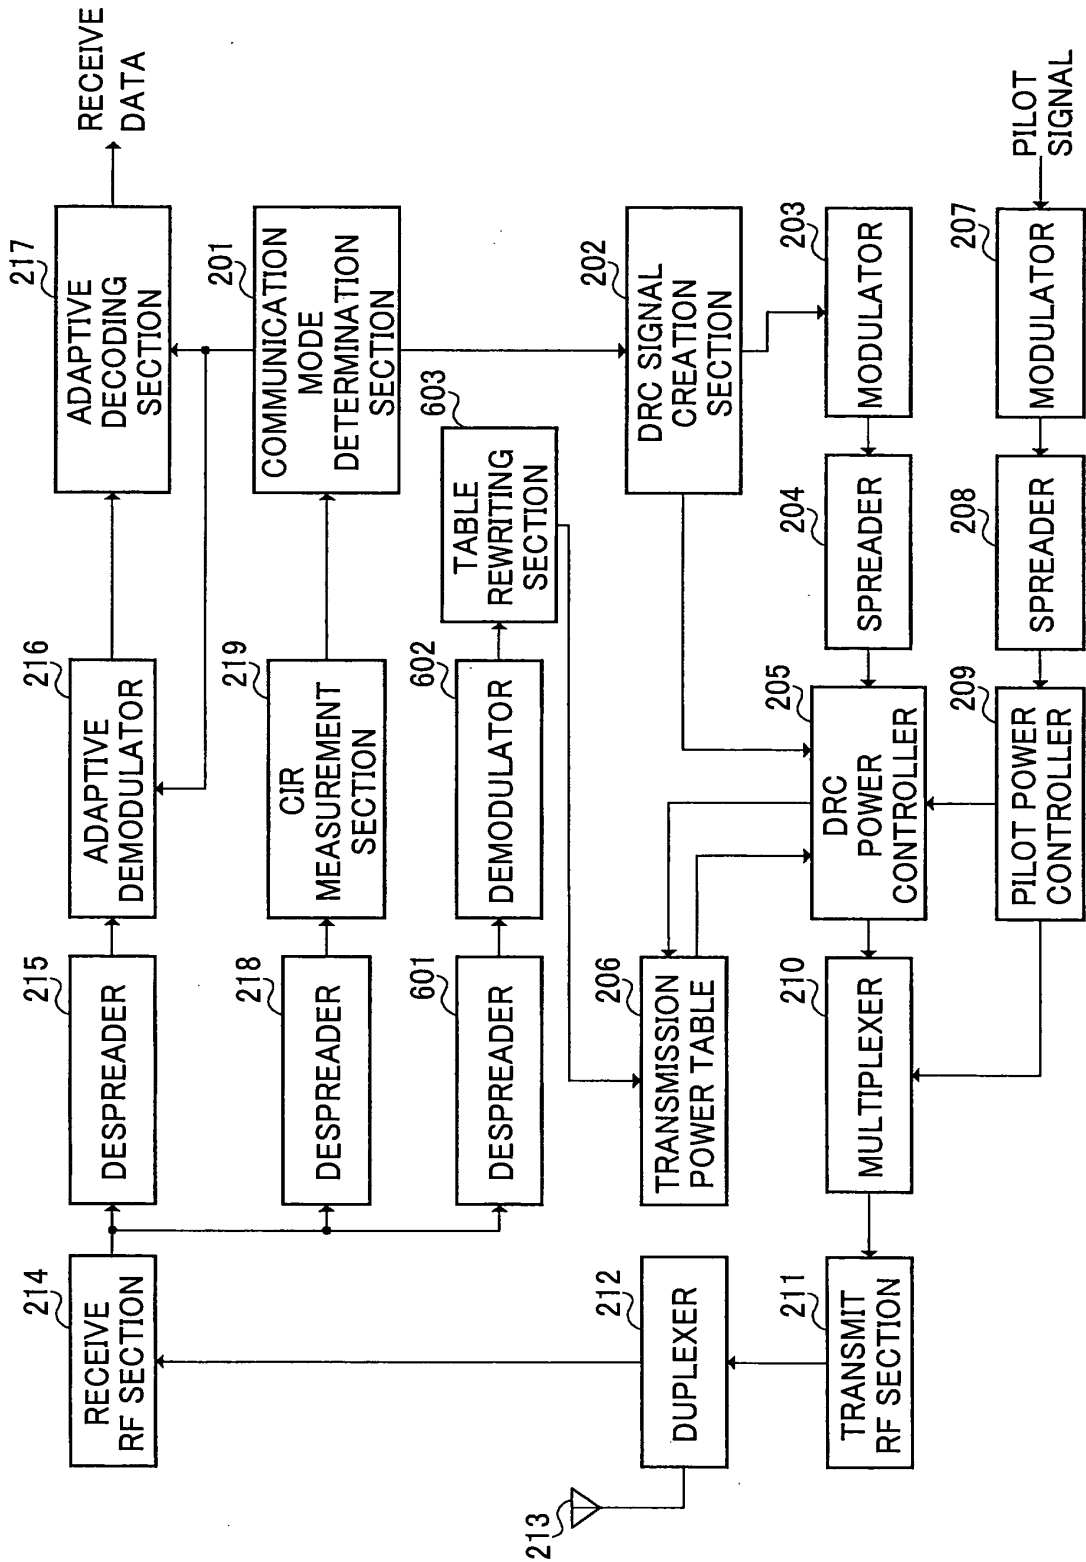 213
214
RECEIVE
RF SECTION
215
DESPREADER
216
ADAPTIVE
DEMODULATOR
217
ADAPTIVE
DECODING
SECTION
RECEIVE
DATA
218
DESPREADER
219
CIR
MEASUREMENT
SECTION
201
COMMUNICATION
MODE
DETERMINATION
SECTION
601
DESPREADER
602
DEMODULATOR
603
TABLE
REWRITING
SECTION
212
DUPLEXER
206
TRANSMISSION
POWER TABLE
202
DRC SIGNAL
CREATION
SECTION
211
TRANSMIT
RF SECTION
210
MULTIPLEXER
205
DRC
POWER
CONTROLLER
204
SPREADER
203
MODULATOR
209
PILOT POWER
CONTROLLER
208
SPREADER
207
MODULATOR
PILOT
SIGNAL